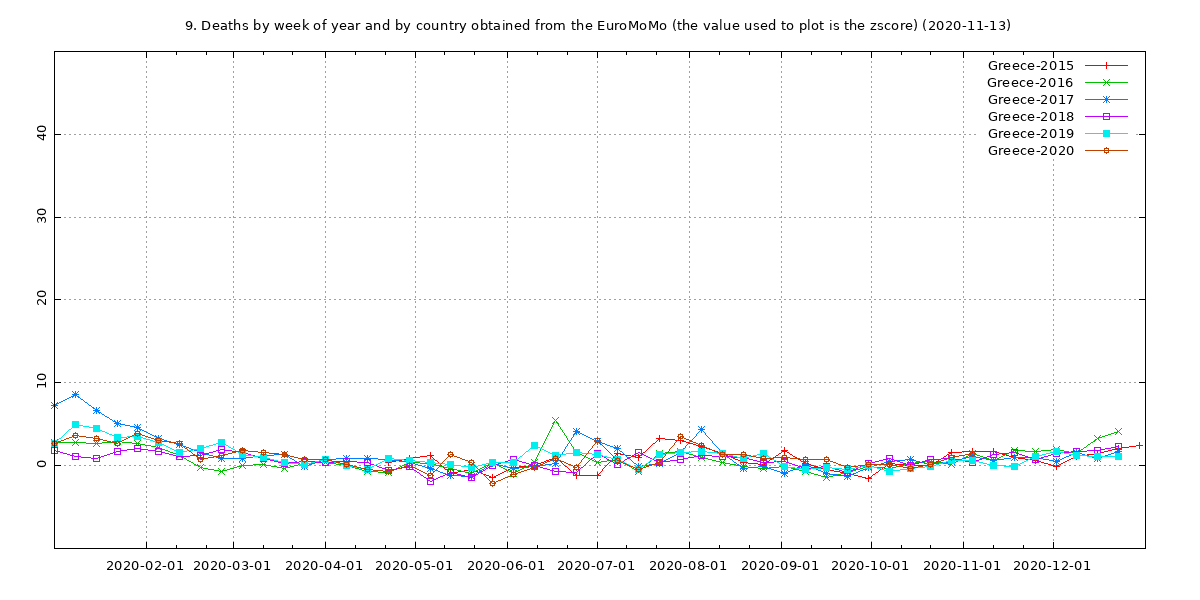 9. Deaths by week of year and by country obtained from the EuroMoMo (the value used to plot is the zscore) (2020-11-13)
Greece-2015
Greece-2016
Greece-2017
Greece-2018
Greece-2019
Greece-2020
40
30
20
10
0
2020-02-01 2020-03-01 2020-04-01 2020-05-01 2020-06-01 2020-07-01 2020-08-01 2020-09-01 2020-10-01 2020-11-01 2020-12-01